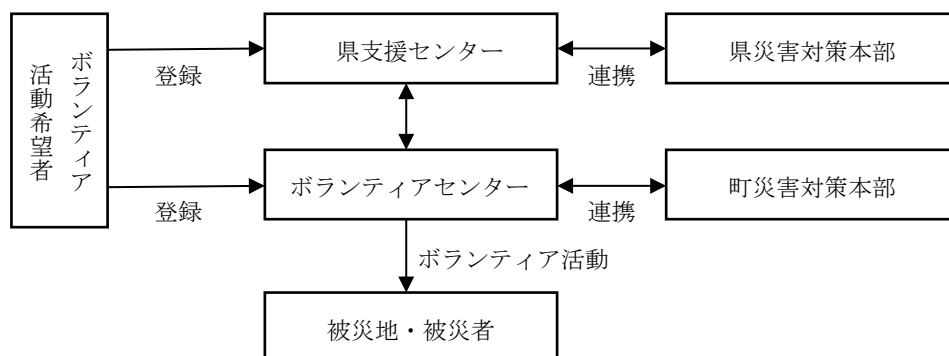 ボランティア
活動希望者
登録
県支援センター
連携
県災害対策本部
登録
ボランティアセンター
連携
町災害対策本部
ボランティア活動
被災地・被災者